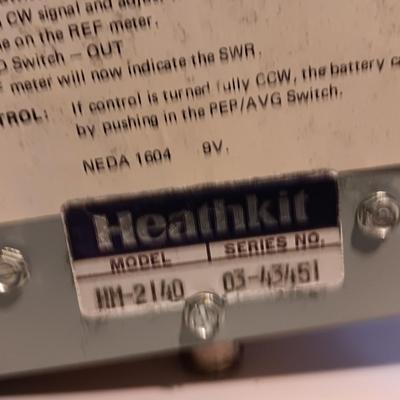 CW signal and adjus
e on the REF meter.
O Switch – OUT
meter will now indicate the SWR.
TROL: If control is turned fully CCW, the battery ca
by pushing in the PEP/AVG Switch.
NEDA 1604 9V.
Heathkit
MODEL SERIES NO.
HM-2140 03-43451